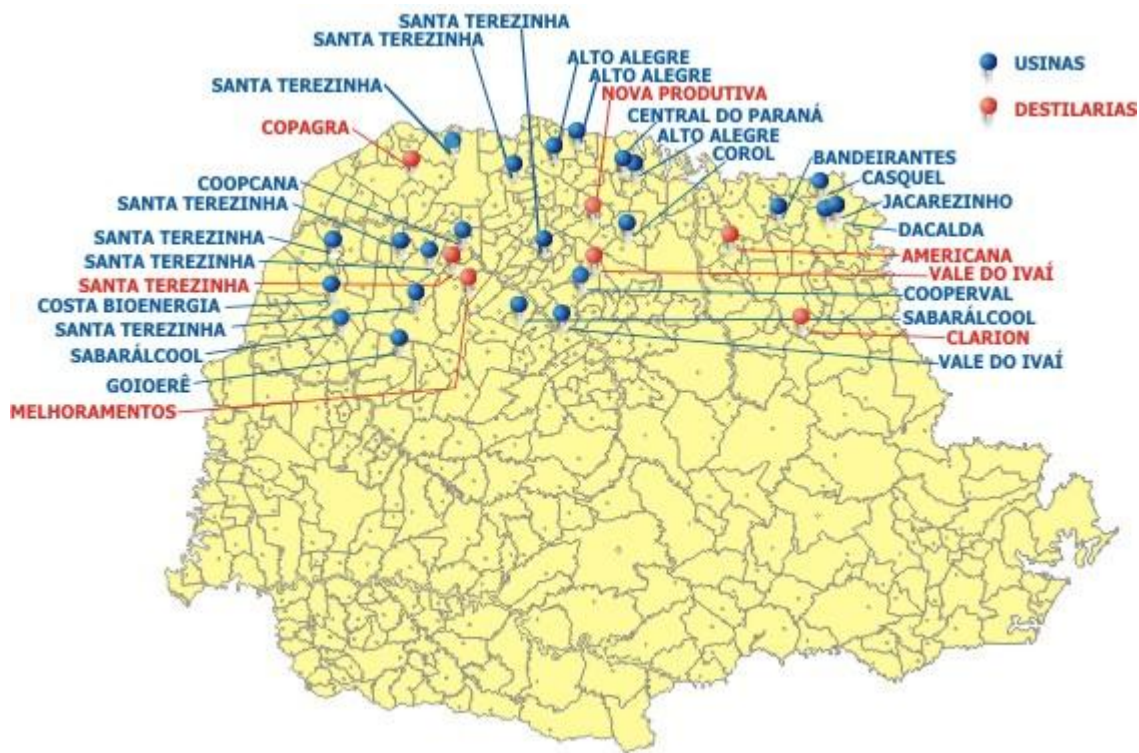 SANTA TEREZINHA
SANTA TEREZINHA
ALTO ALEGRE
USINAS
ALTO ALEGRE
SANTA TEREZINHA
NOVA PRODUTIVA
DESTILARIAS
CENTRAL DO PARANÁ
COPAGRA
ALTO ALEGRE
COROL
BANDEIRANTES
COOPCANA
CASQUEL
SANTA TEREZINHA
JACAREZINHO
DACALDA
SANTA TEREZINHA
AMERICANA
SANTA TEREZINHA
VALE DO IVAÍ
SANTA TEREZINHA
COOPERVAL
COSTA BIOENERGIA
SABARÁLCOOL
SANTA TEREZINHA
CLARION
SABARÁLCOOL
VALE DO IVAÍ
GOIOERÊ
MELHORAMENTOS